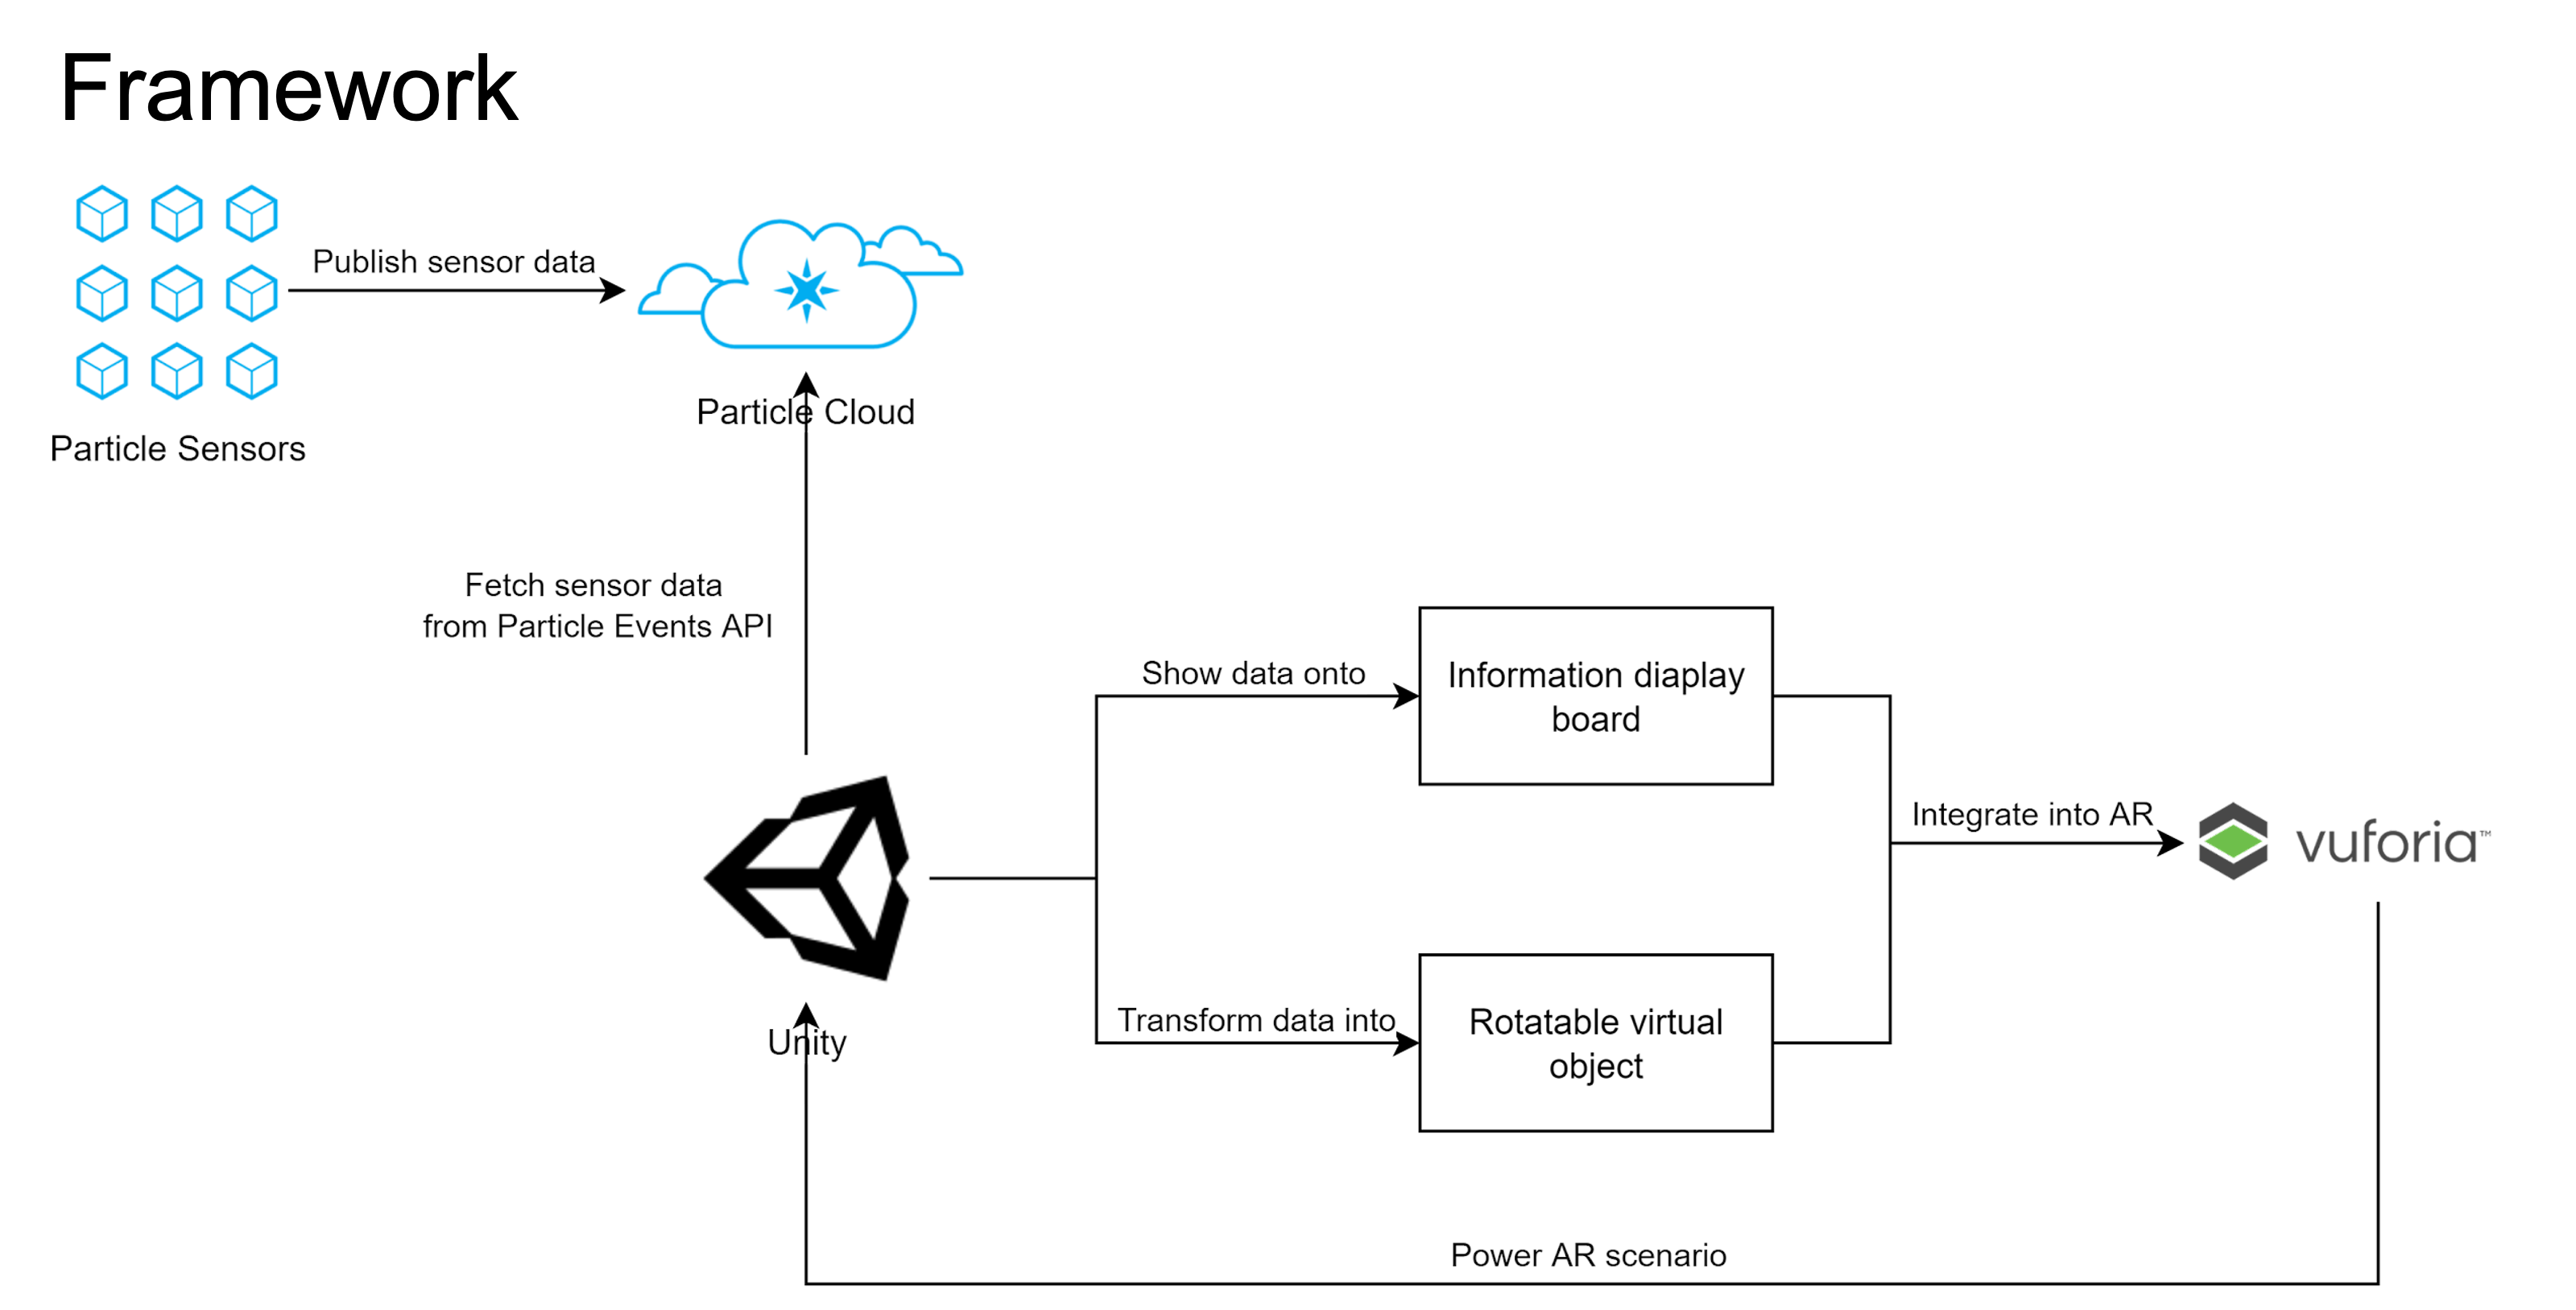 Framework
Publish sensor data
Particle Cloud
Particle Sensors
Fetch sensor data
from Particle Events API
Show data onto
Information diaplay
board
Integrate into AR
vuforia™
Transform data into
Rotatable virtual
object
Unity
Power AR scenario